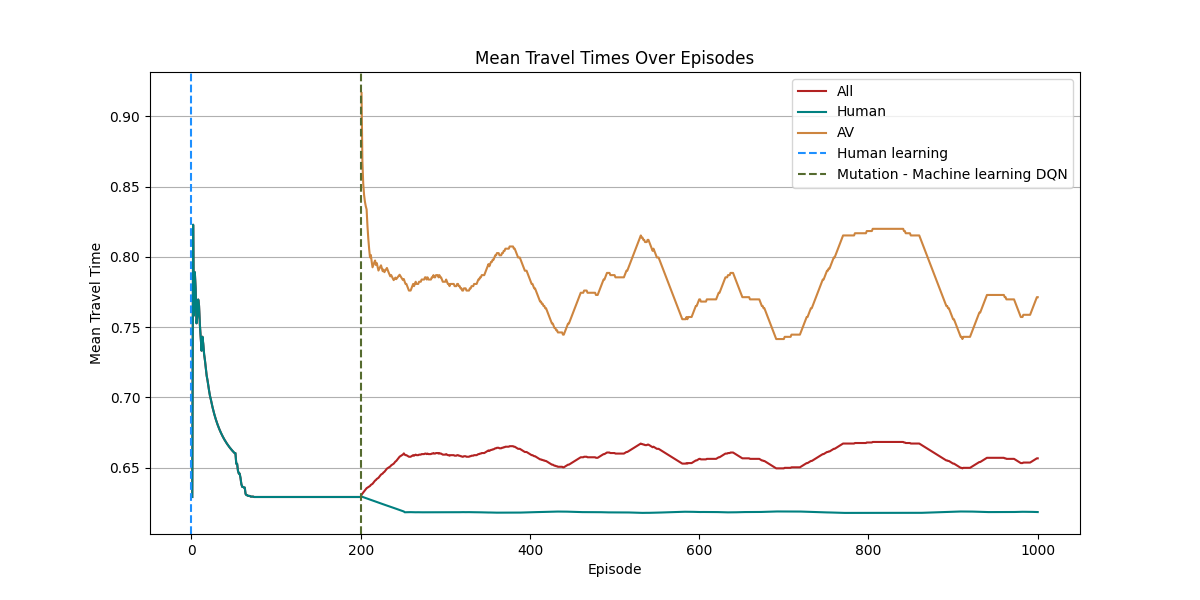 Mean Travel Times Over Episodes
All
Human
AV
Human learning
Mutation - Machine learning DQN
Mean Travel Time
0.90
0.85
0.80
0.75
0.70
0.65
0
200
400
600
800
1000
Episode